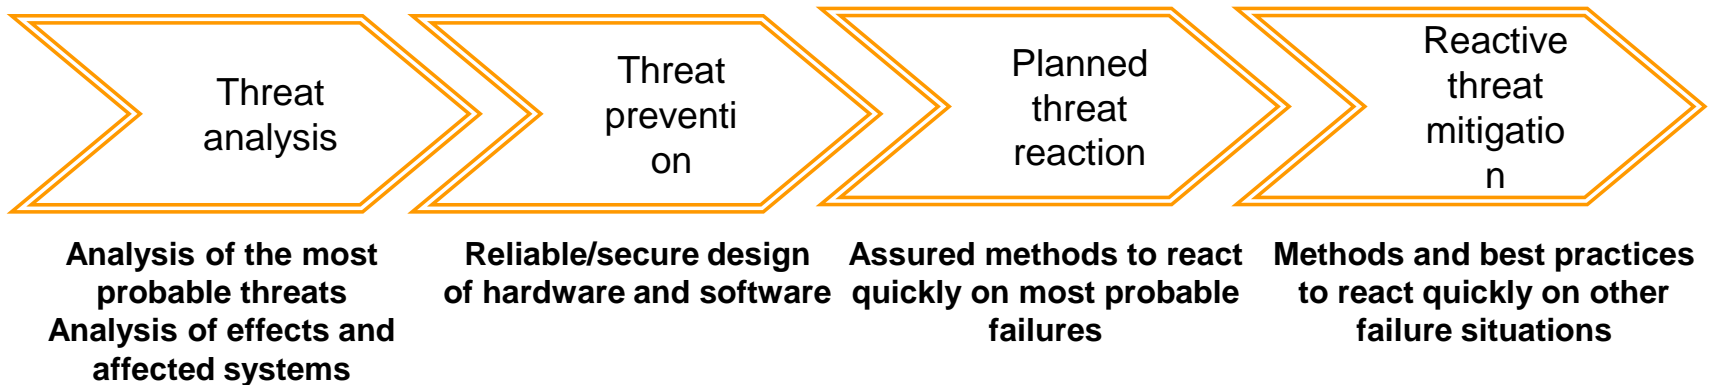 Threat
analysis
Threat
preventi
on
Planned
threat
reaction
Reactive
threat
mitigatio
n
Analysis of the most
probable threats
Analysis of effects and
affected systems
Reliable/secure design
of hardware and software
Assured methods to react
quickly on most probable
failures
Methods and best practices
to react quickly on other
failure situations